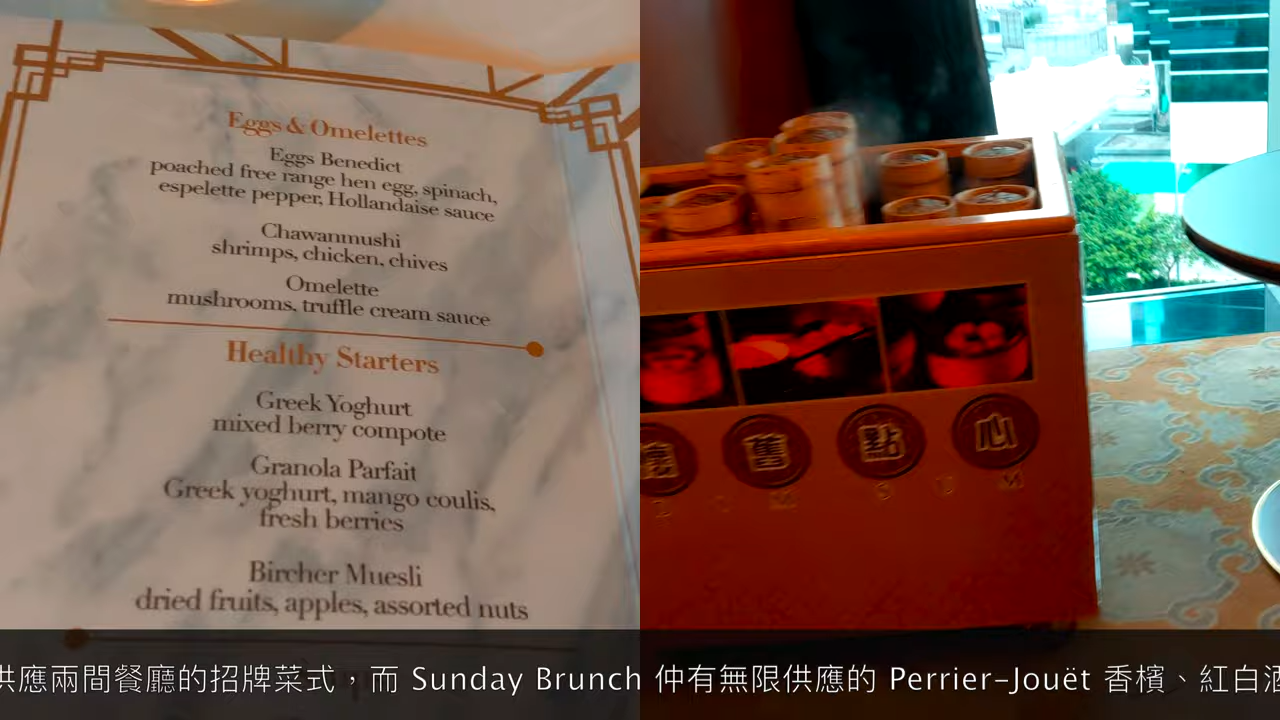 Eggs & Omelettes
Eggs Benedict
poached free range hen egg, spinach,
espelette pepper, Hollandaise sauce
Chawanmushi
shrimps, chicken, chives
Omelette
mushrooms, truffle cream sauce
Healthy Starters
Greek Yoghurt
mixed berry compote
Granola Parfait
Greek yoghurt, mango coulis,
fresh berries
Bircher Muesli
dried fruits, apples, assorted nuts
懷舊點心
M S U M
供應兩間餐廳的招牌菜式，而 Sunday Brunch 仲有無限供應的 Perrier-Jouët 香檳、紅白酒